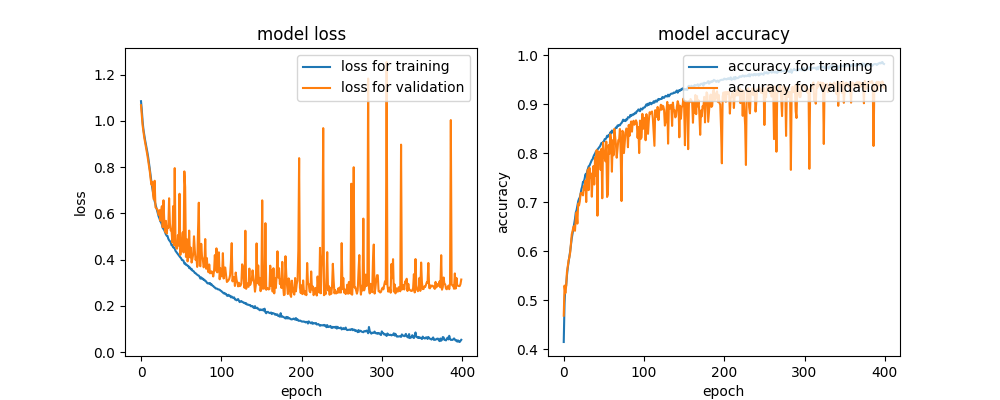 model loss
loss for training
loss for validation
1.2
1.0
0.8
0.6
0.4
0.2
0.0
loss
0
100
200
300
400
epoch
model accuracy
accuracy for training
accuracy for validation
1.0
0.9
0.8
0.7
0.6
0.5
0.4
accuracy
0
100
200
300
400
epoch